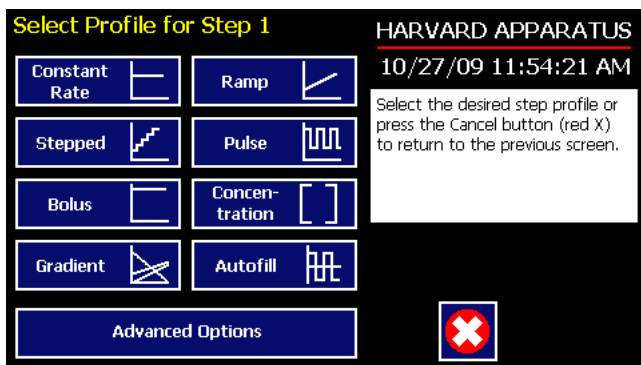 Select Profile for Step 1
HARVARD APPARATUS
10/27/09 11:54:21 AM
Constant
Rate
Ramp
Select the desired step profile or
press the Cancel button (red X)
to return to the previous screen.
Stepped
Pulse
Bolus
Concen-
tration
Gradient
Autofill
Advanced Options